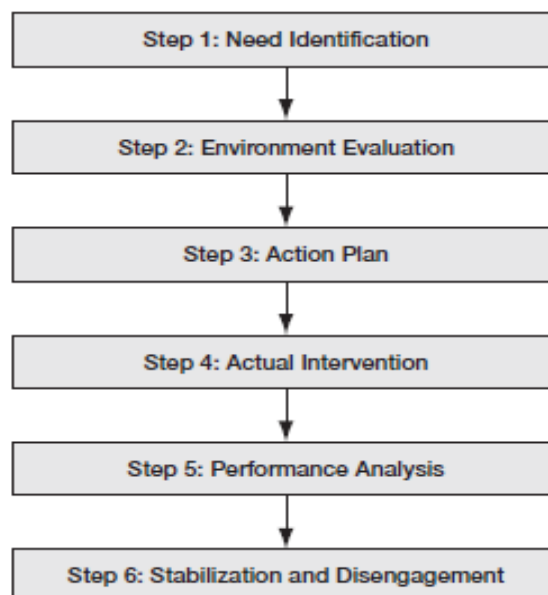 Step 1: Need Identification
Step 2: Environment Evaluation
Step 3: Action Plan
Step 4: Actual Intervention
Step 5: Performance Analysis
Step 6: Stabilization and Disengagement